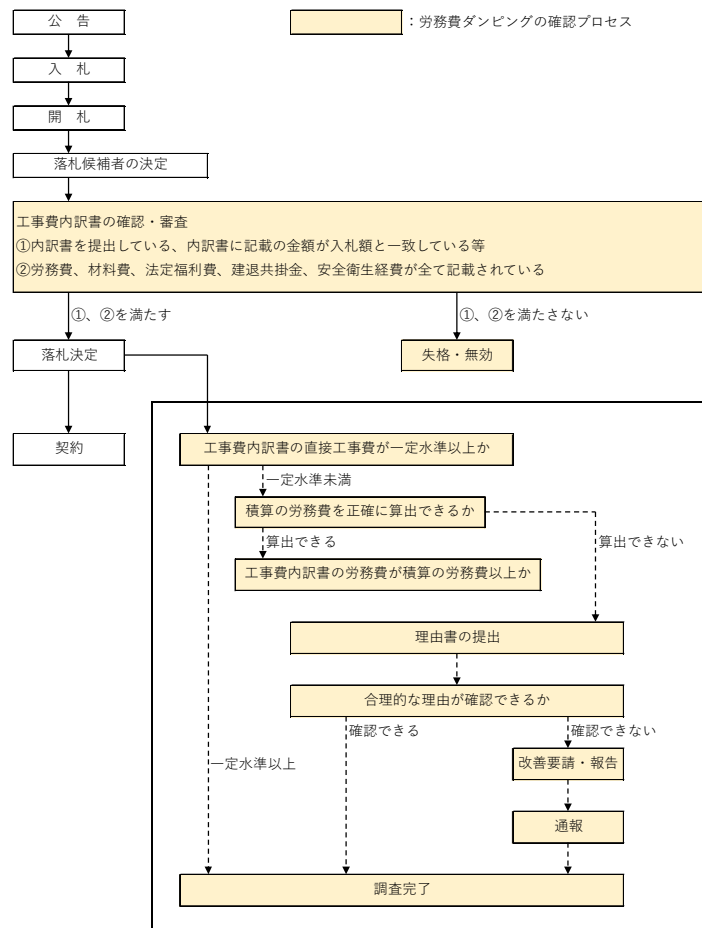 公　告
：労務費ダンピングの確認プロセス
入　札
開　札
落札候補者の決定
工事費内訳書の確認・審査
①内訳書を提出している、内訳書に記載の金額が入札額と一致している等
②労務費、材料費、法定福利費、建退共掛金、安全衛生経費が全て記載されている
①、②を満たす
①、②を満たさない
落札決定
失格・無効
契約
工事費内訳書の直接工事費が一定水準以上か
一定水準未満
積算の労務費を正確に算出できるか
算出できる
算出できない
工事費内訳書の労務費が積算の労務費以上か
理由書の提出
合理的な理由が確認できるか
確認できる
確認できない
一定水準以上
改善要請・報告
通報
調査完了